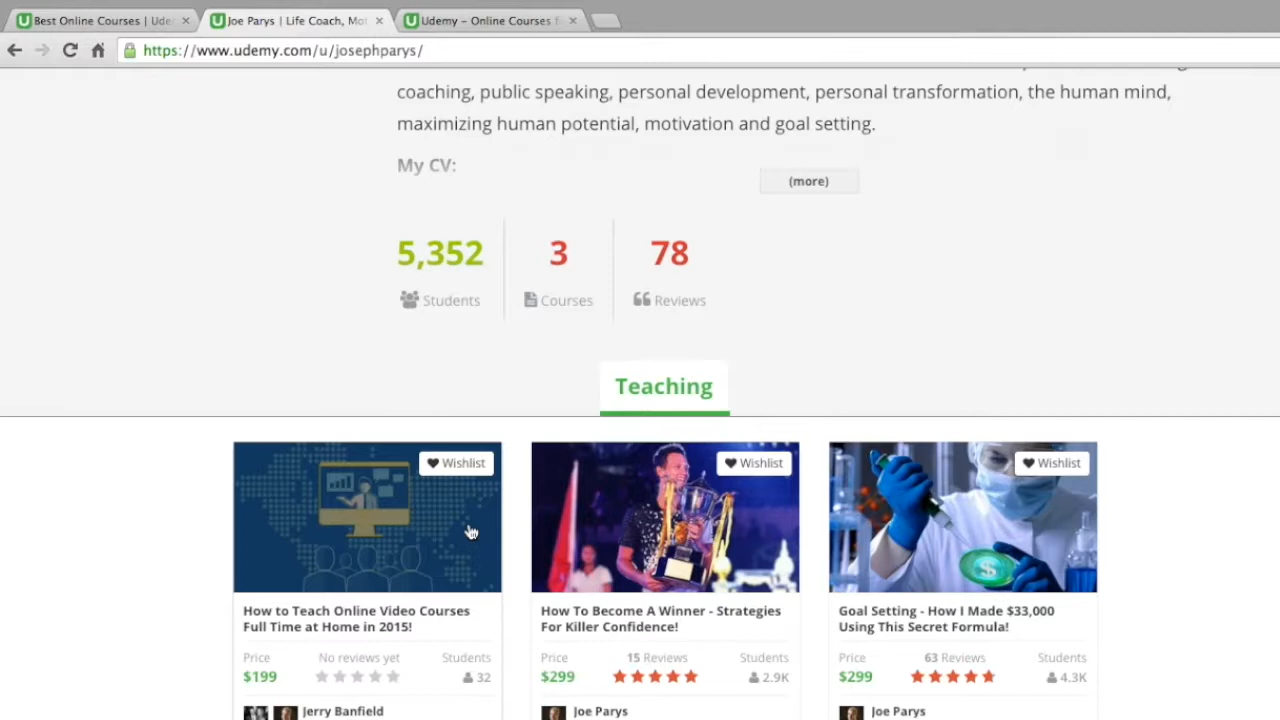 Best Online Courses | Ude
Joe Parys | Life Coach, Mot
Udemy – Online Courses
https://www.udemy.com/u/josephparys/
coaching, public speaking, personal development, personal transformation, the human mind,
maximizing human potential, motivation and goal setting.
My CV:
(more)
5,352 3 78
Students Courses Reviews
Teaching
Wishlist
Wishlist
Wishlist
How to Teach Online Video Courses
Full Time at Home in 2015!
Price No reviews yet Students
$199 32
Jerry Banfield
How To Become A Winner - Strategies
For Killer Confidence!
Price 15 Reviews Students
$299 2.9K
Joe Parys
Goal Setting - How I Made $33,000
Using This Secret Formula!
Price 63 Reviews Students
$299 4.3K
Joe Parys